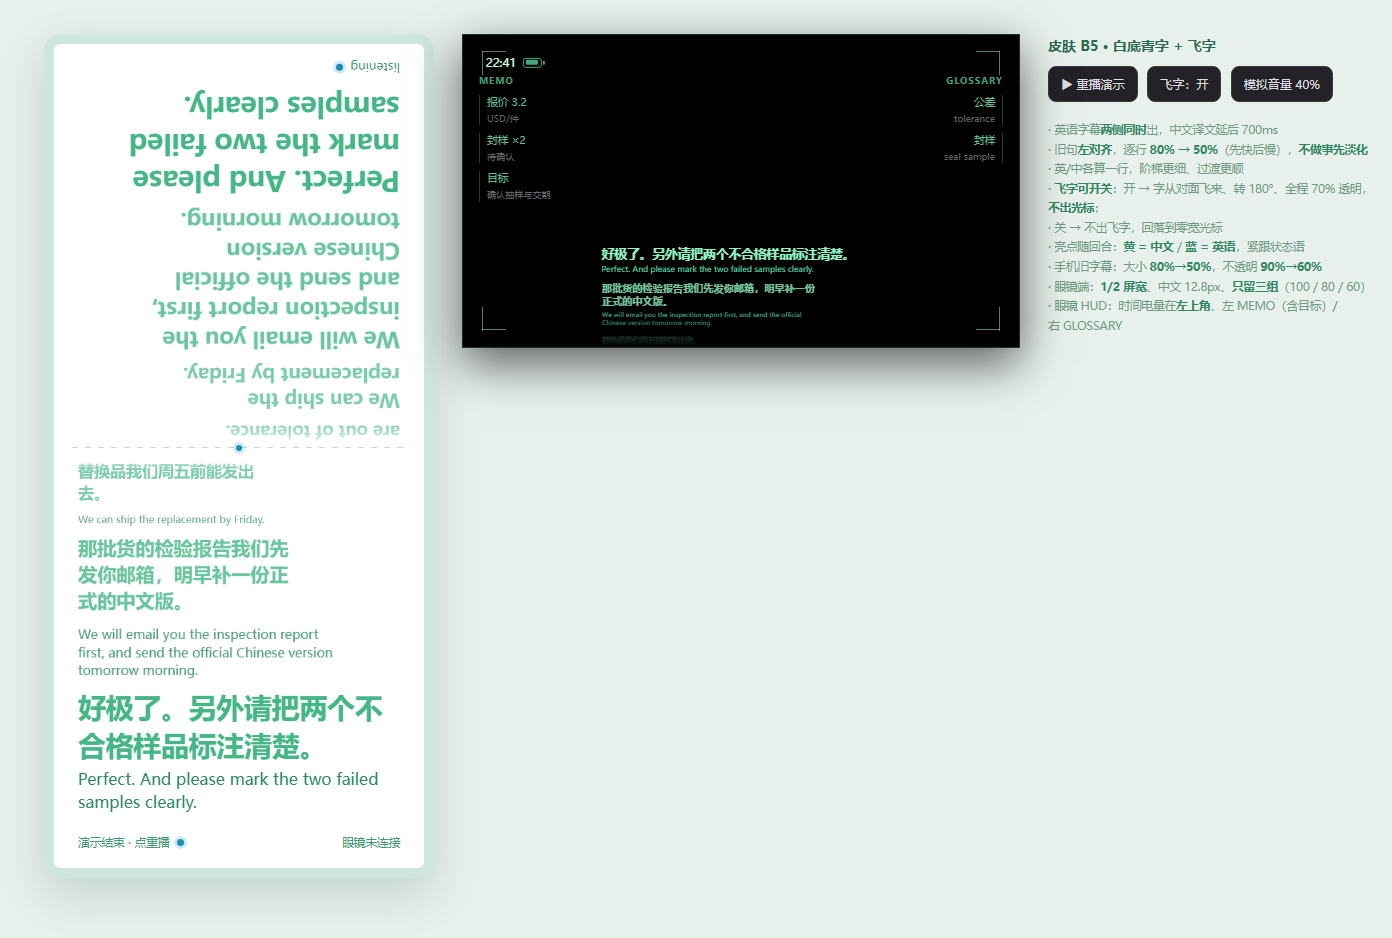 listening
samples clearly.
mark the two failed
Perfect. And please
tomorrow morning.
Chinese version
and send the official
inspection report first,
We will email you the
replacement by Friday.
We can ship the
are out of tolerance.
替换品我们周五前能发出
去。
We can ship the replacement by Friday.
那批货的检验报告我们先
发你邮箱，明早补一份正
式的中文版。
We will email you the inspection report
first, and send the official Chinese version
tomorrow morning.
好极了。另外请把两个不
合格样品标注清楚。
Perfect. And please mark the two failed
samples clearly.
演示结束 · 点重播
眼镜未连接
22:41
MEMO
报价 3.2
USD/件
封样 ×2
待确认
目标
确认抽样与交期
GLOSSARY
公差
tolerance
封样
seal sample
好极了。另外请把两个不合格样品标注清楚。
Perfect. And please mark the two failed samples clearly.
那批货的检验报告我们先发你邮箱，明早补一份
正式的中文版。
We will email you the inspection report first, and send the official
Chinese version tomorrow morning.
皮肤 B5 • 白底青字 + 飞字
▶ 重播演示
飞字：开
模拟音量 40%
· 英语字幕两侧同时出，中文译文延后 700ms
· 旧句左对齐，逐行 80% → 50%（先快后慢），不做事先淡化
· 英/中各算一行，阶梯更细、过渡更顺
· 飞字可开关：开 → 字从对面飞来、转 180°、全程 70% 透明，
不出光标；
· 关 → 不出飞字，回落到零宽光标
· 亮点随回合：黄 = 中文 / 蓝 = 英语，紧跟状态语
· 手机旧字幕：大小 80%→50%，不透明 90%→60%
· 眼镜端：1/2 屏宽、中文 12.8px、只留三组（100 / 80 / 60）
· 眼镜 HUD：时间电量在左上角、左 MEMO（含目标）/
右 GLOSSARY